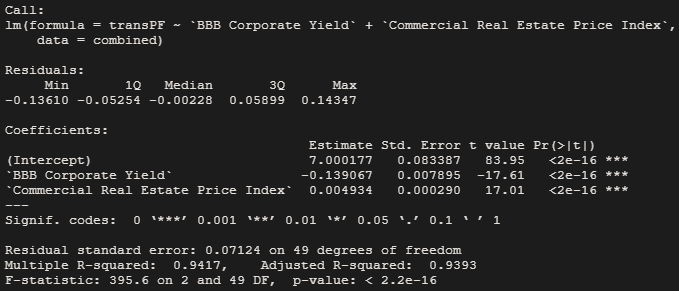 Call:
lm(formula = transPF ~ `BBB Corporate Yield` + `Commercial Real Estate Price Index`,
    data = combined)
Residuals:
     Min       1Q   Median       3Q      Max
-0.13610 -0.05254 -0.00228  0.05899  0.14347
Coefficients:
                                      Estimate Std. Error t value Pr(>|t|)
(Intercept)                           7.000177   0.083387   83.95   <2e-16 ***
`BBB Corporate Yield`                -0.139067   0.007895  -17.61   <2e-16 ***
`Commercial Real Estate Price Index`  0.004934   0.000290   17.01   <2e-16 ***
---
Signif. codes:  0 ‘***’ 0.001 ‘**’ 0.01 ‘*’ 0.05 ‘.’ 0.1 ‘ ’ 1
Residual standard error: 0.07124 on 49 degrees of freedom
Multiple R-squared:  0.9417,    Adjusted R-squared:  0.9393
F-statistic: 395.6 on 2 and 49 DF,  p-value: < 2.2e-16